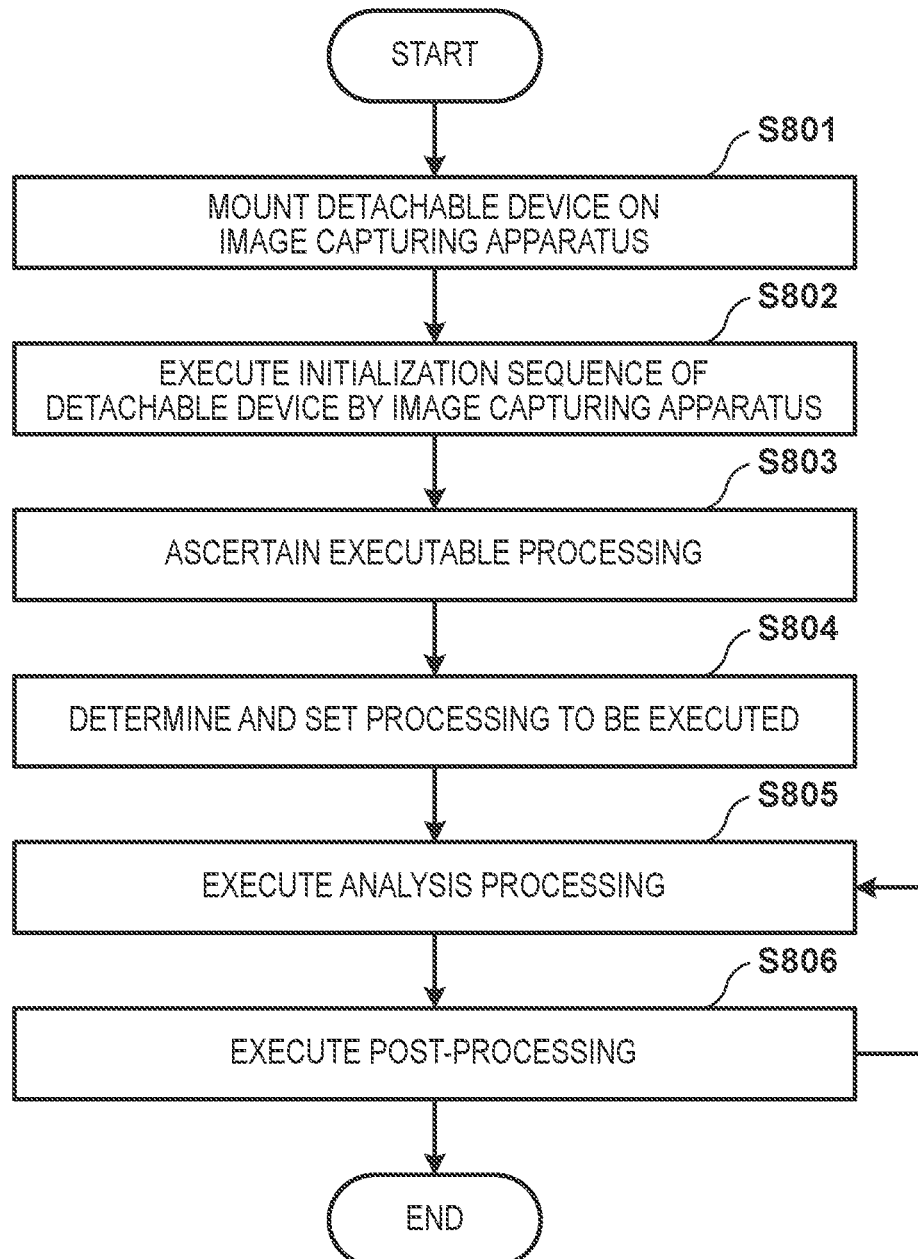 START
S801
MOUNT DETACHABLE DEVICE ON
IMAGE CAPTURING APPARATUS
S802
EXECUTE INITIALIZATION SEQUENCE OF
DETACHABLE DEVICE BY IMAGE CAPTURING APPARATUS
S803
ASCERTAIN EXECUTABLE PROCESSING
S804
DETERMINE AND SET PROCESSING TO BE EXECUTED
S805
EXECUTE ANALYSIS PROCESSING
S806
EXECUTE POST-PROCESSING
END